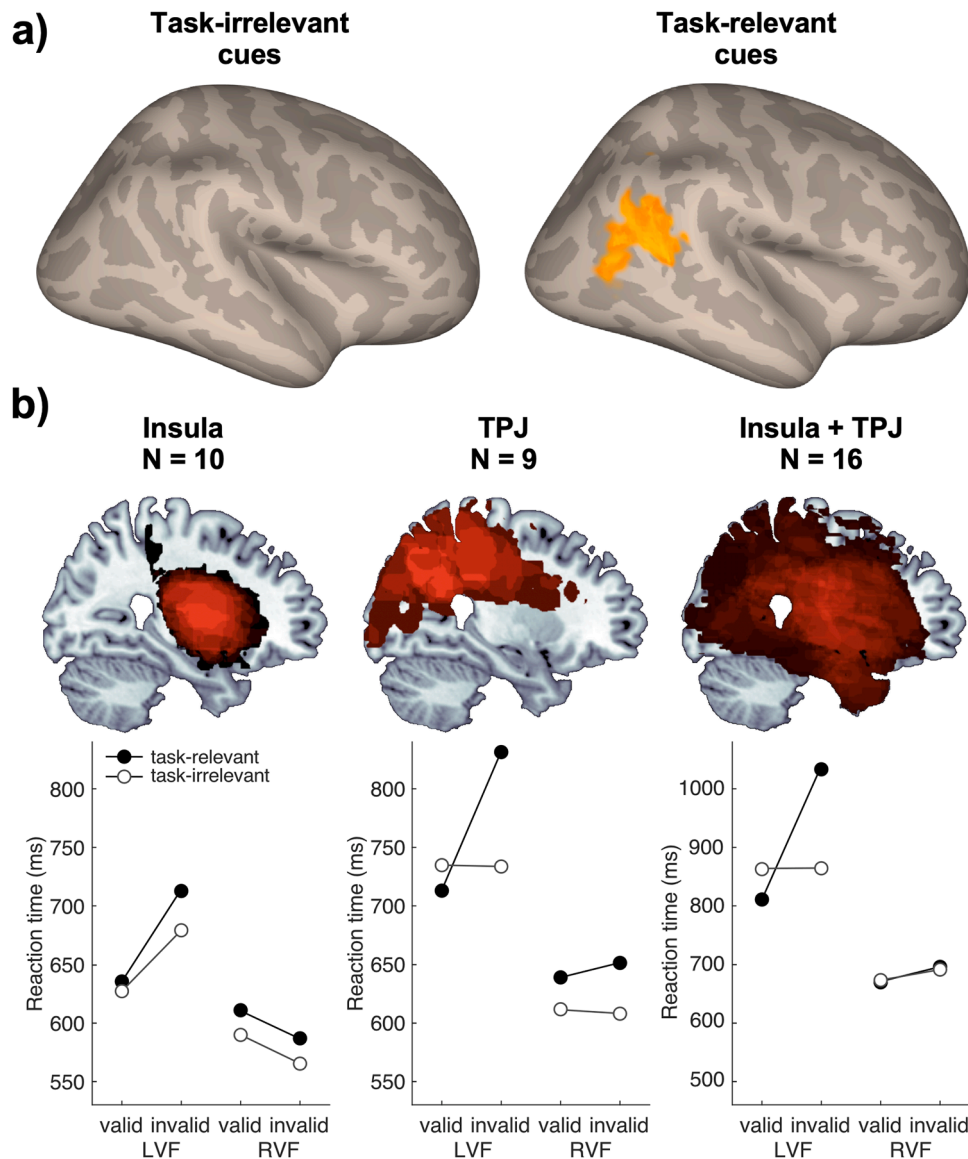 a)
Task-irrelevant
cues
Task-relevant
cues
b)
Insula
N = 10
TPJ
N = 9
Insula + TPJ
N = 16
task-relevant
task-irrelevant
Reaction time (ms)
800
750
700
650
600
550
valid invalid valid invalid
LVF RVF
Reaction time (ms)
800
750
700
650
600
550
valid invalid valid invalid
LVF RVF
Reaction time (ms)
1000
900
800
700
600
500
valid invalid valid invalid
LVF RVF